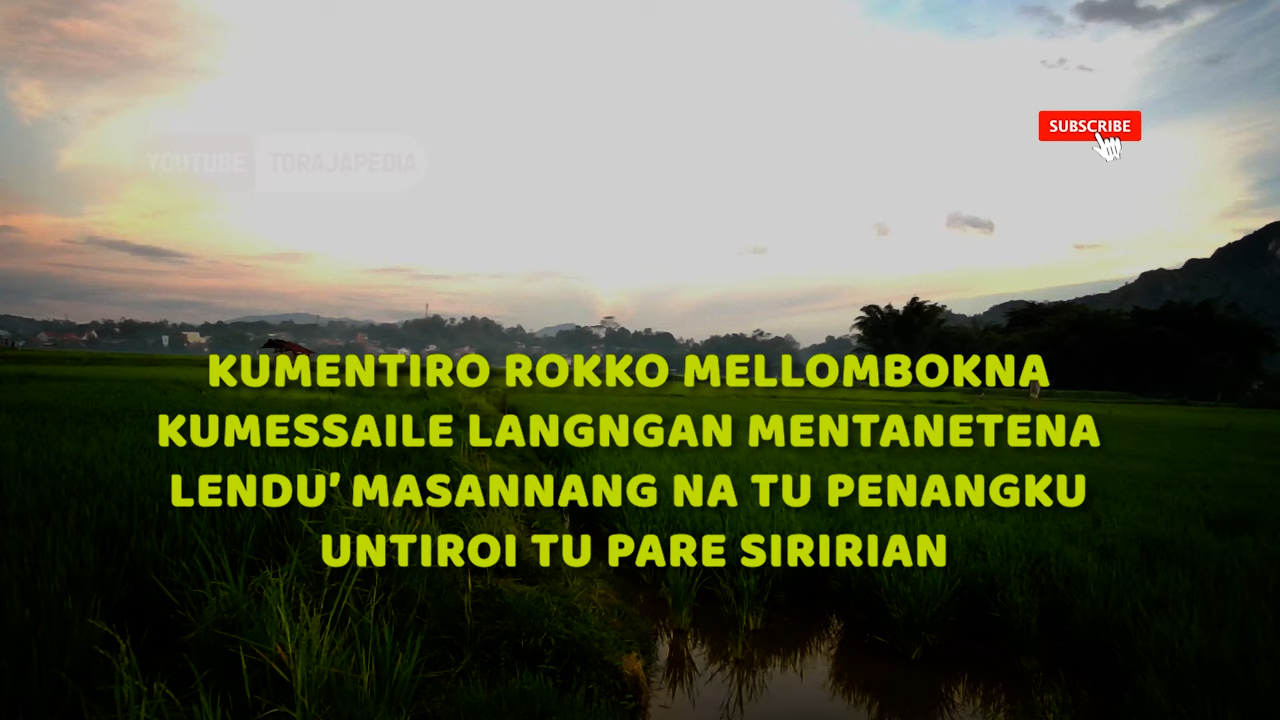 SUBSCRIBE
YOUTUBE TORAJAPEDIA
KUMENTIRO ROKKO MELLOMBOKNA
KUMESSAILE LANGNGAN MENTANETENA
LENDU’ MASANNANG NA TU PENANGKU
UNTIROI TU PARE SIRIRIAN